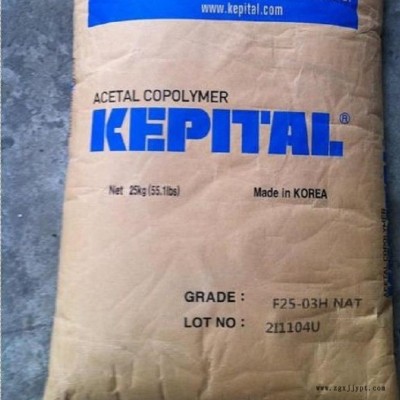 www.kepital.com
ACETAL COPOLYMER
KEPITAL®
Net 25kg (55.1lbs) Made in KOREA
GRADE : F25-03H NAT
LOT NO : 2I1104U
www.zgxjjypt.com